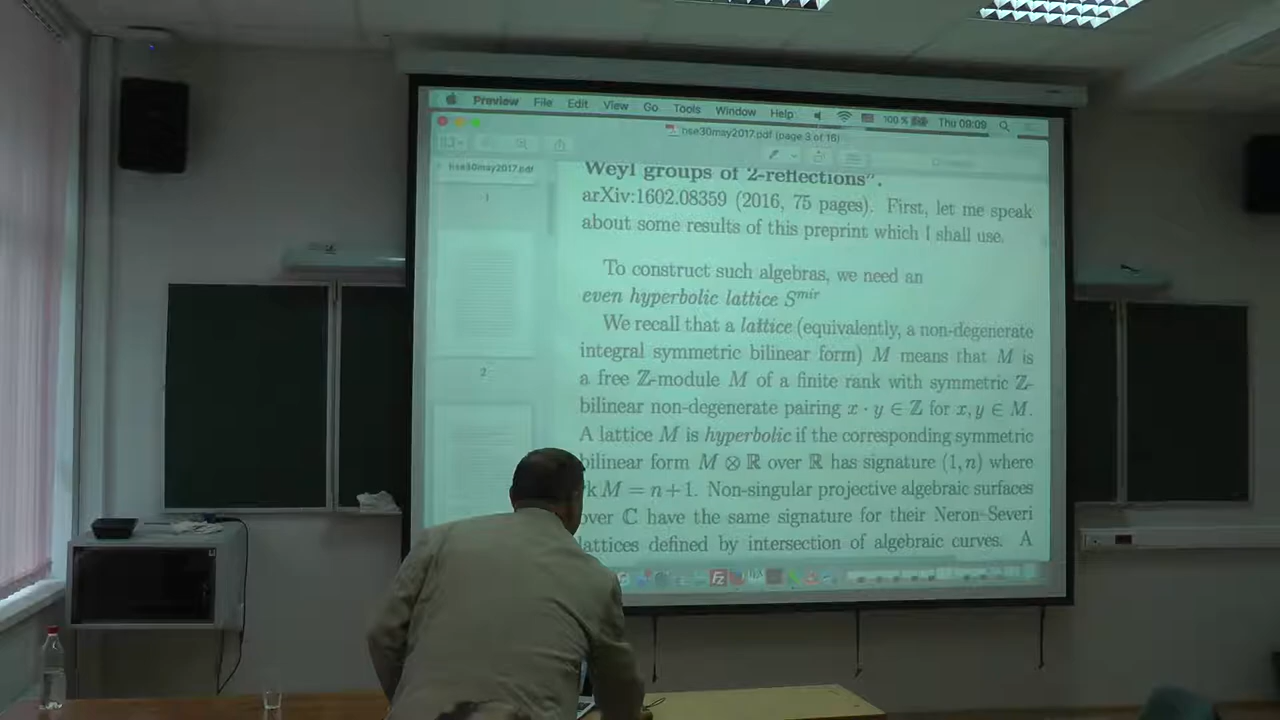 Preview File Edit View Go Tools Window Help 100 % Thu 09:09
nse30may2017.pdf (page 3 of 16)
nse30may2017.pdf
1
2
Weyl groups of 2-reflections".
arXiv:1602.08359 (2016, 75 pages). First, let me speak
about some results of this preprint which I shall use.
To construct such algebras, we need an
even hyperbolic lattice S^{mir}
We recall that a lattice (equivalently, a non-degenerate
integral symmetric bilinear form) M means that M is
a free ℤ-module M of a finite rank with symmetric ℤ-
bilinear non-degenerate pairing x · y ∈ ℤ for x, y ∈ M.
A lattice M is hyperbolic if the corresponding symmetric
bilinear form M ⊗ ℝ over ℝ has signature (1, n) where
k M = n+1. Non-singular projective algebraic surfaces
over ℂ have the same signature for their Neron-Severi
lattices defined by intersection of algebraic curves. A
FZ